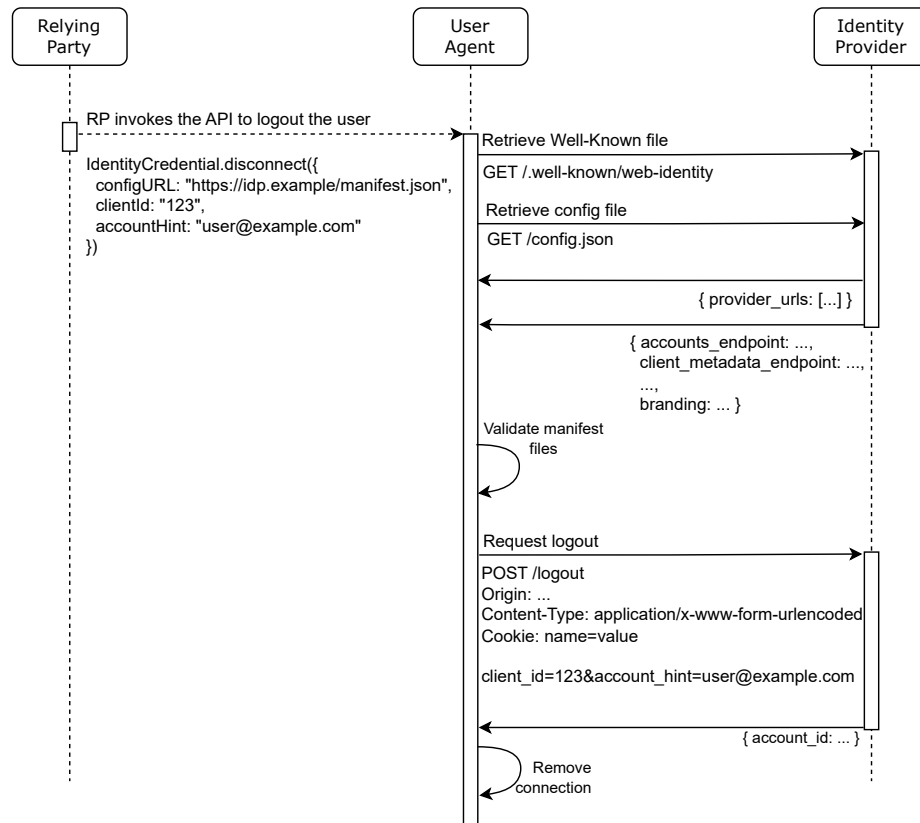 Relying
Party
User
Agent
Identity
Provider
RP invokes the API to logout the user
IdentityCredential.disconnect({
configURL: "https://idp.example/manifest.json",
clientId: "123",
accountHint: "user@example.com"
})
Retrieve Well-Known file
GET /.well-known/web-identity
Retrieve config file
GET /config.json
{ provider_urls: [...] }
{ accounts_endpoint: ...,
client_metadata_endpoint: ...,
...,
branding: ... }
Validate manifest
files
Request logout
POST /logout
Origin: ...
Content-Type: application/x-www-form-urlencoded
Cookie: name=value
client_id=123&account_hint=user@example.com
{ account_id: ... }
Remove
connection